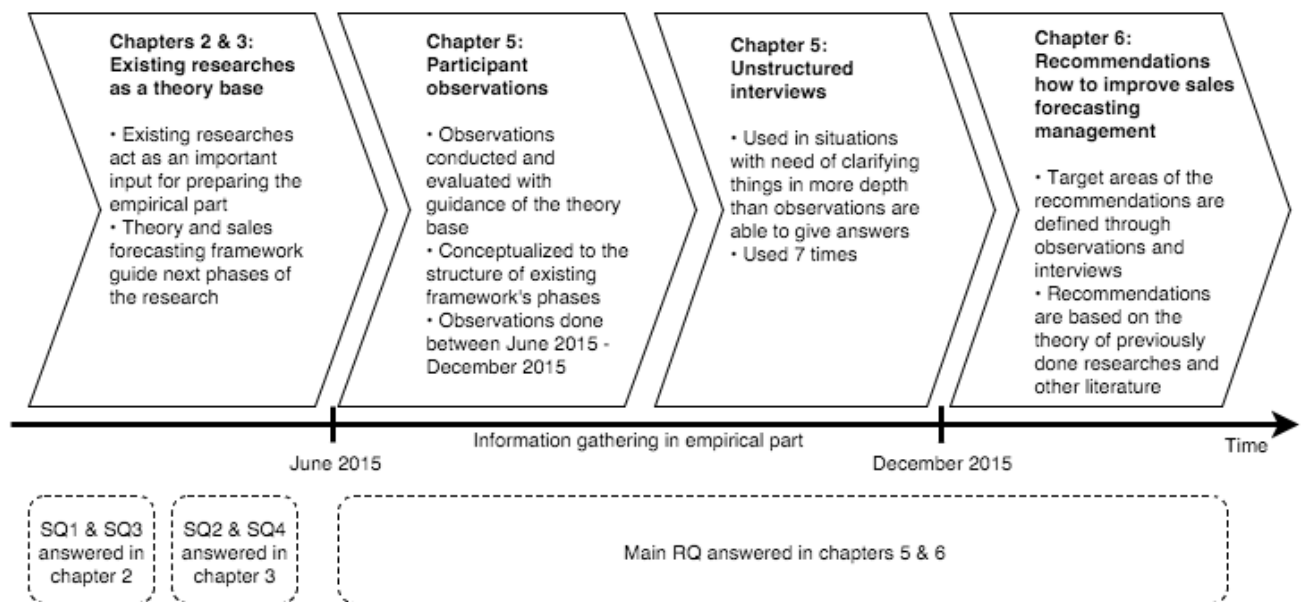 Chapters 2 & 3:
Existing researches
as a theory base
• Existing researches
act as an important
input for preparing the
empirical part
• Theory and sales
forecasting framework
guide next phases of
the research
Chapter 5:
Participant
observations
• Observations
conducted and
evaluated with
guidance of the theory
base
• Conceptualized to the
structure of existing
framework's phases
• Observations done
between June 2015 -
December 2015
Chapter 5:
Unstructured
interviews
• Used in situations
with need of clarifying
things in more depth
than observations are
able to give answers
• Used 7 times
Chapter 6:
Recommendations
how to improve sales
forecasting
management
• Target areas of the
recommendations are
defined through
observations and
interviews
• Recommendations
are based on the
theory of previously
done researches and
other literature
Information gathering in empirical part
Time
June 2015
December 2015
SQ1 & SQ3
answered in
chapter 2
SQ2 & SQ4
answered in
chapter 3
Main RQ answered in chapters 5 & 6